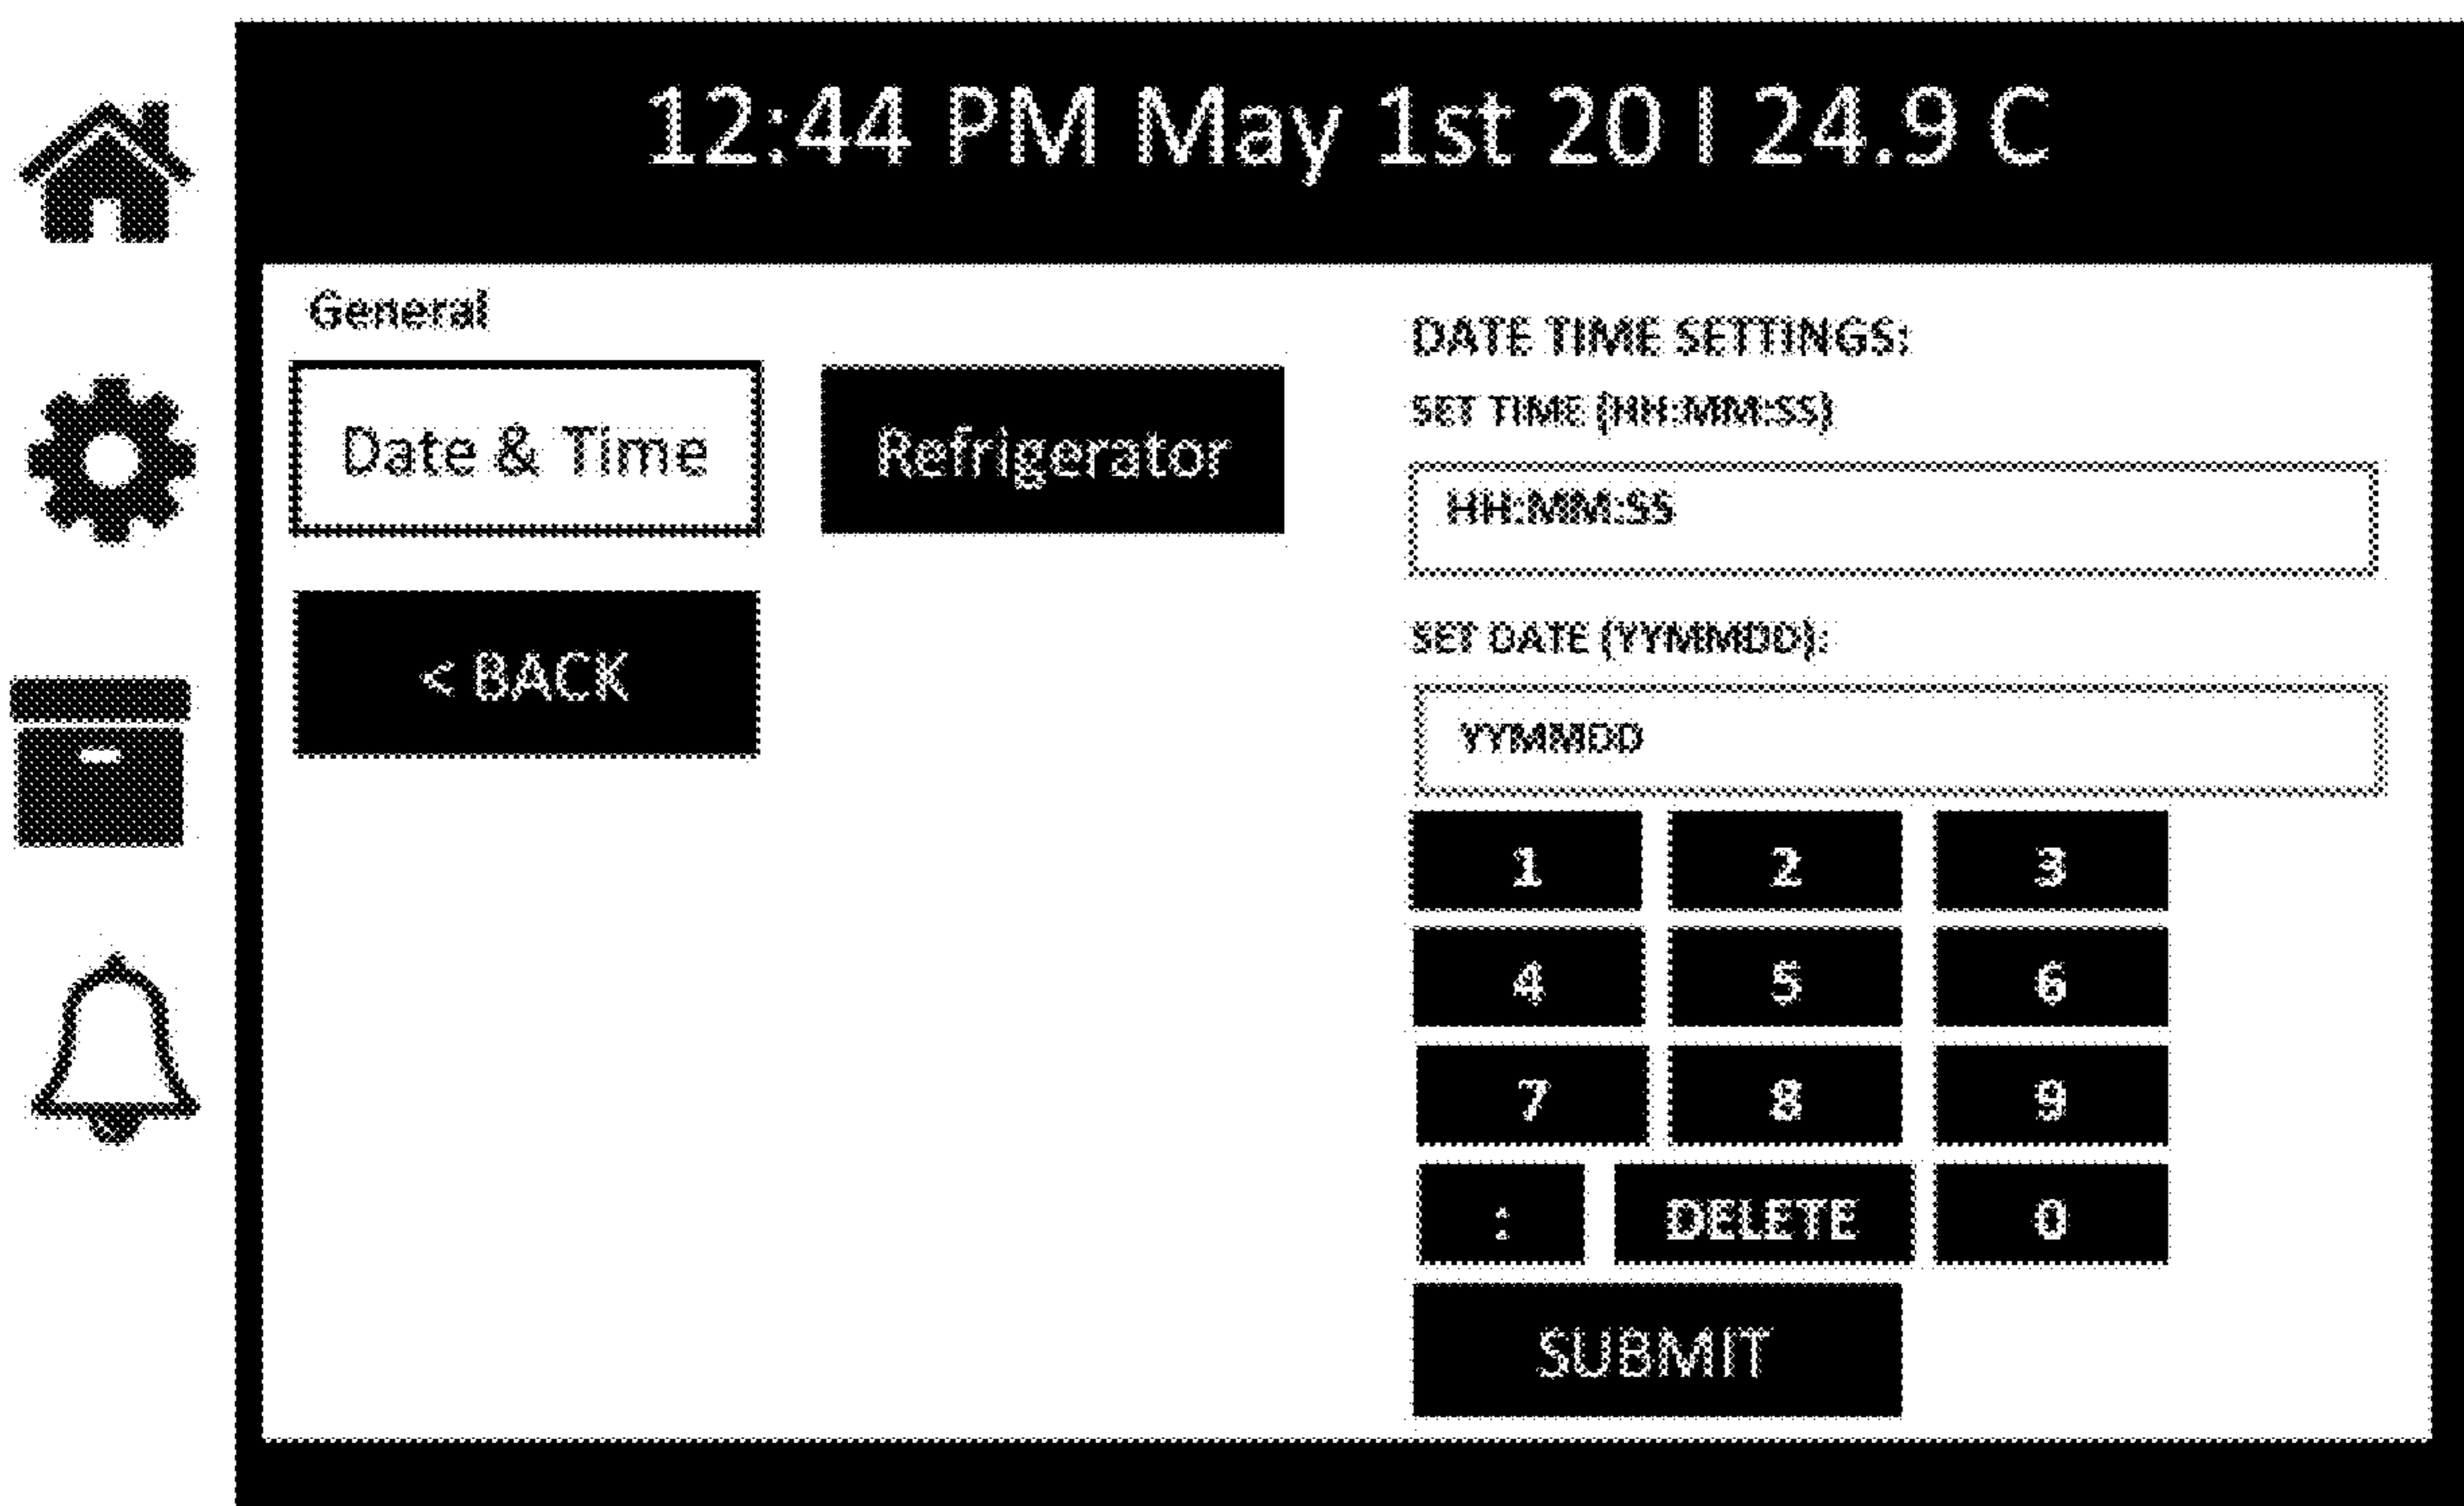 12:44 PM May 1st 20 | 24.9 C
General
Date & Time
Refrigerator
< BACK
DATE TIME SETTINGS:
SET TIME (HH:MM:SS)
HH:MM:SS
SET DATE (YYMMDD):
YYMMDD
1 2 3
4 5 6
7 8 9
: DELETE 0
SUBMIT